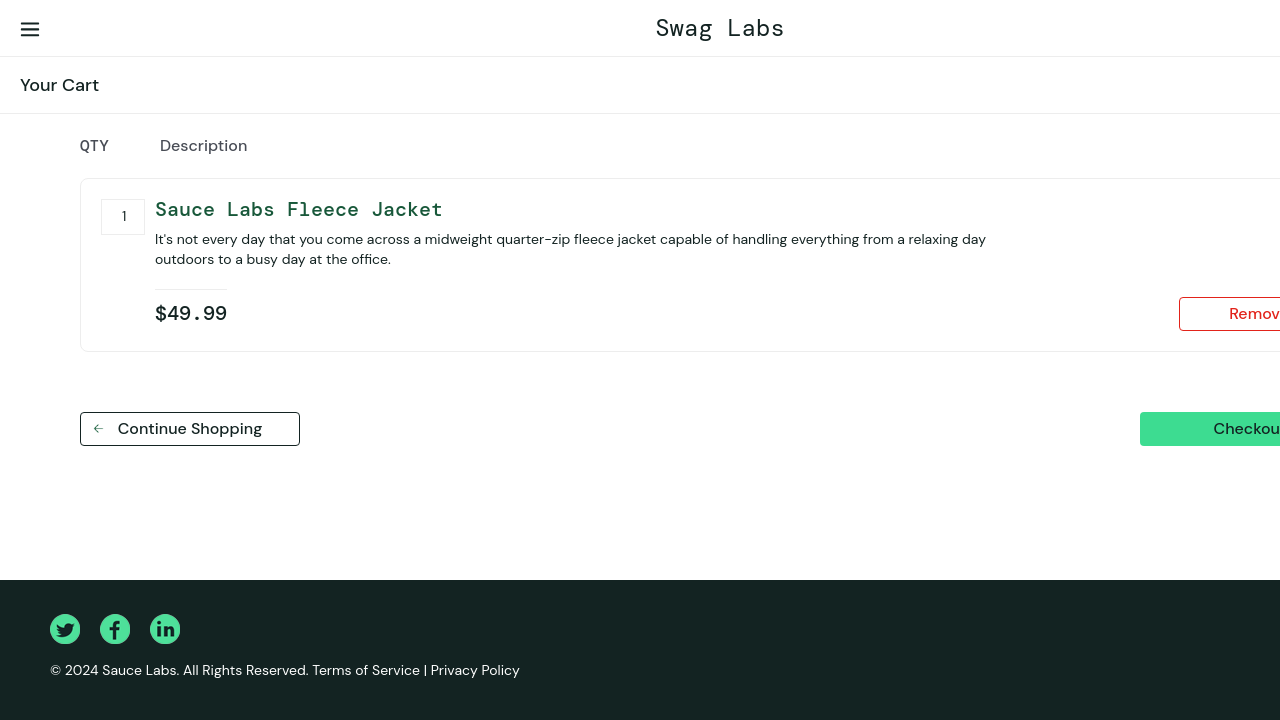 Swag Labs
Your Cart
QTY Description
1
Sauce Labs Fleece Jacket
It's not every day that you come across a midweight quarter-zip fleece jacket capable of handling everything from a relaxing day
outdoors to a busy day at the office.
$49.99
Remov
Continue Shopping
Checkou
© 2024 Sauce Labs. All Rights Reserved. Terms of Service | Privacy Policy